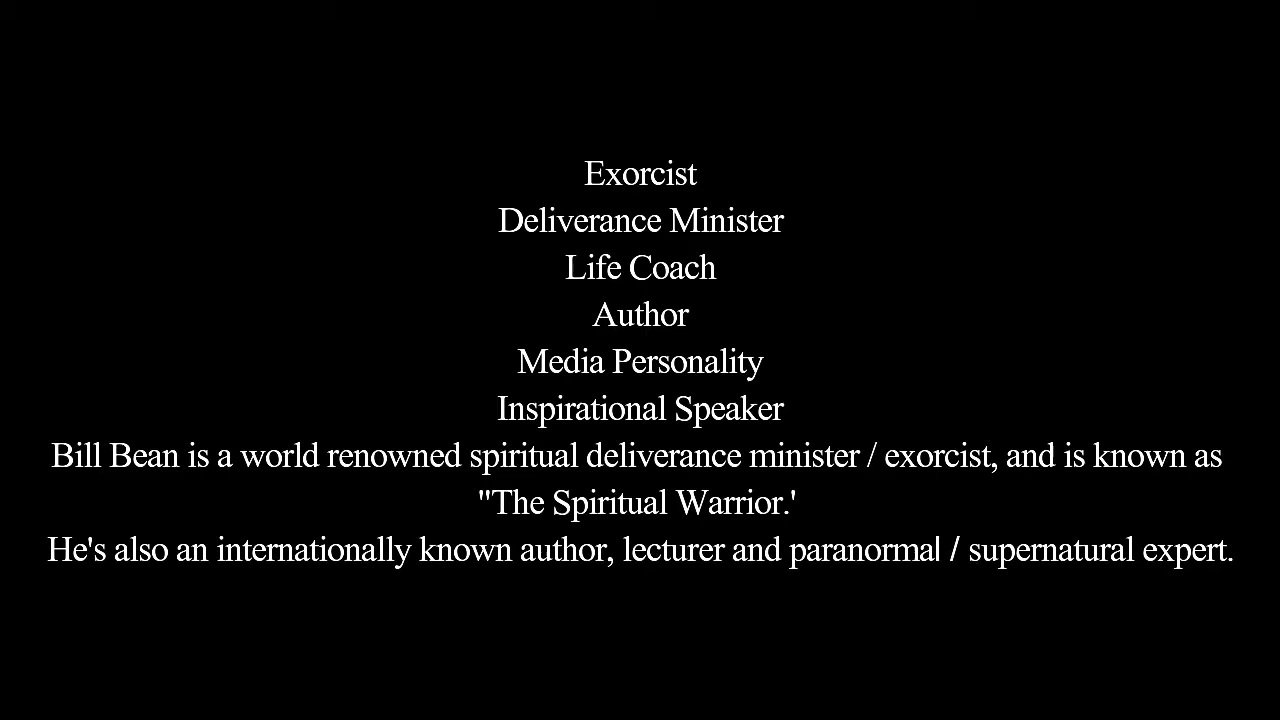 Exorcist
Deliverance Minister
Life Coach
Author
Media Personality
Inspirational Speaker
Bill Bean is a world renowned spiritual deliverance minister / exorcist, and is known as
"The Spiritual Warrior.'
He's also an internationally known author, lecturer and paranormal / supernatural expert.